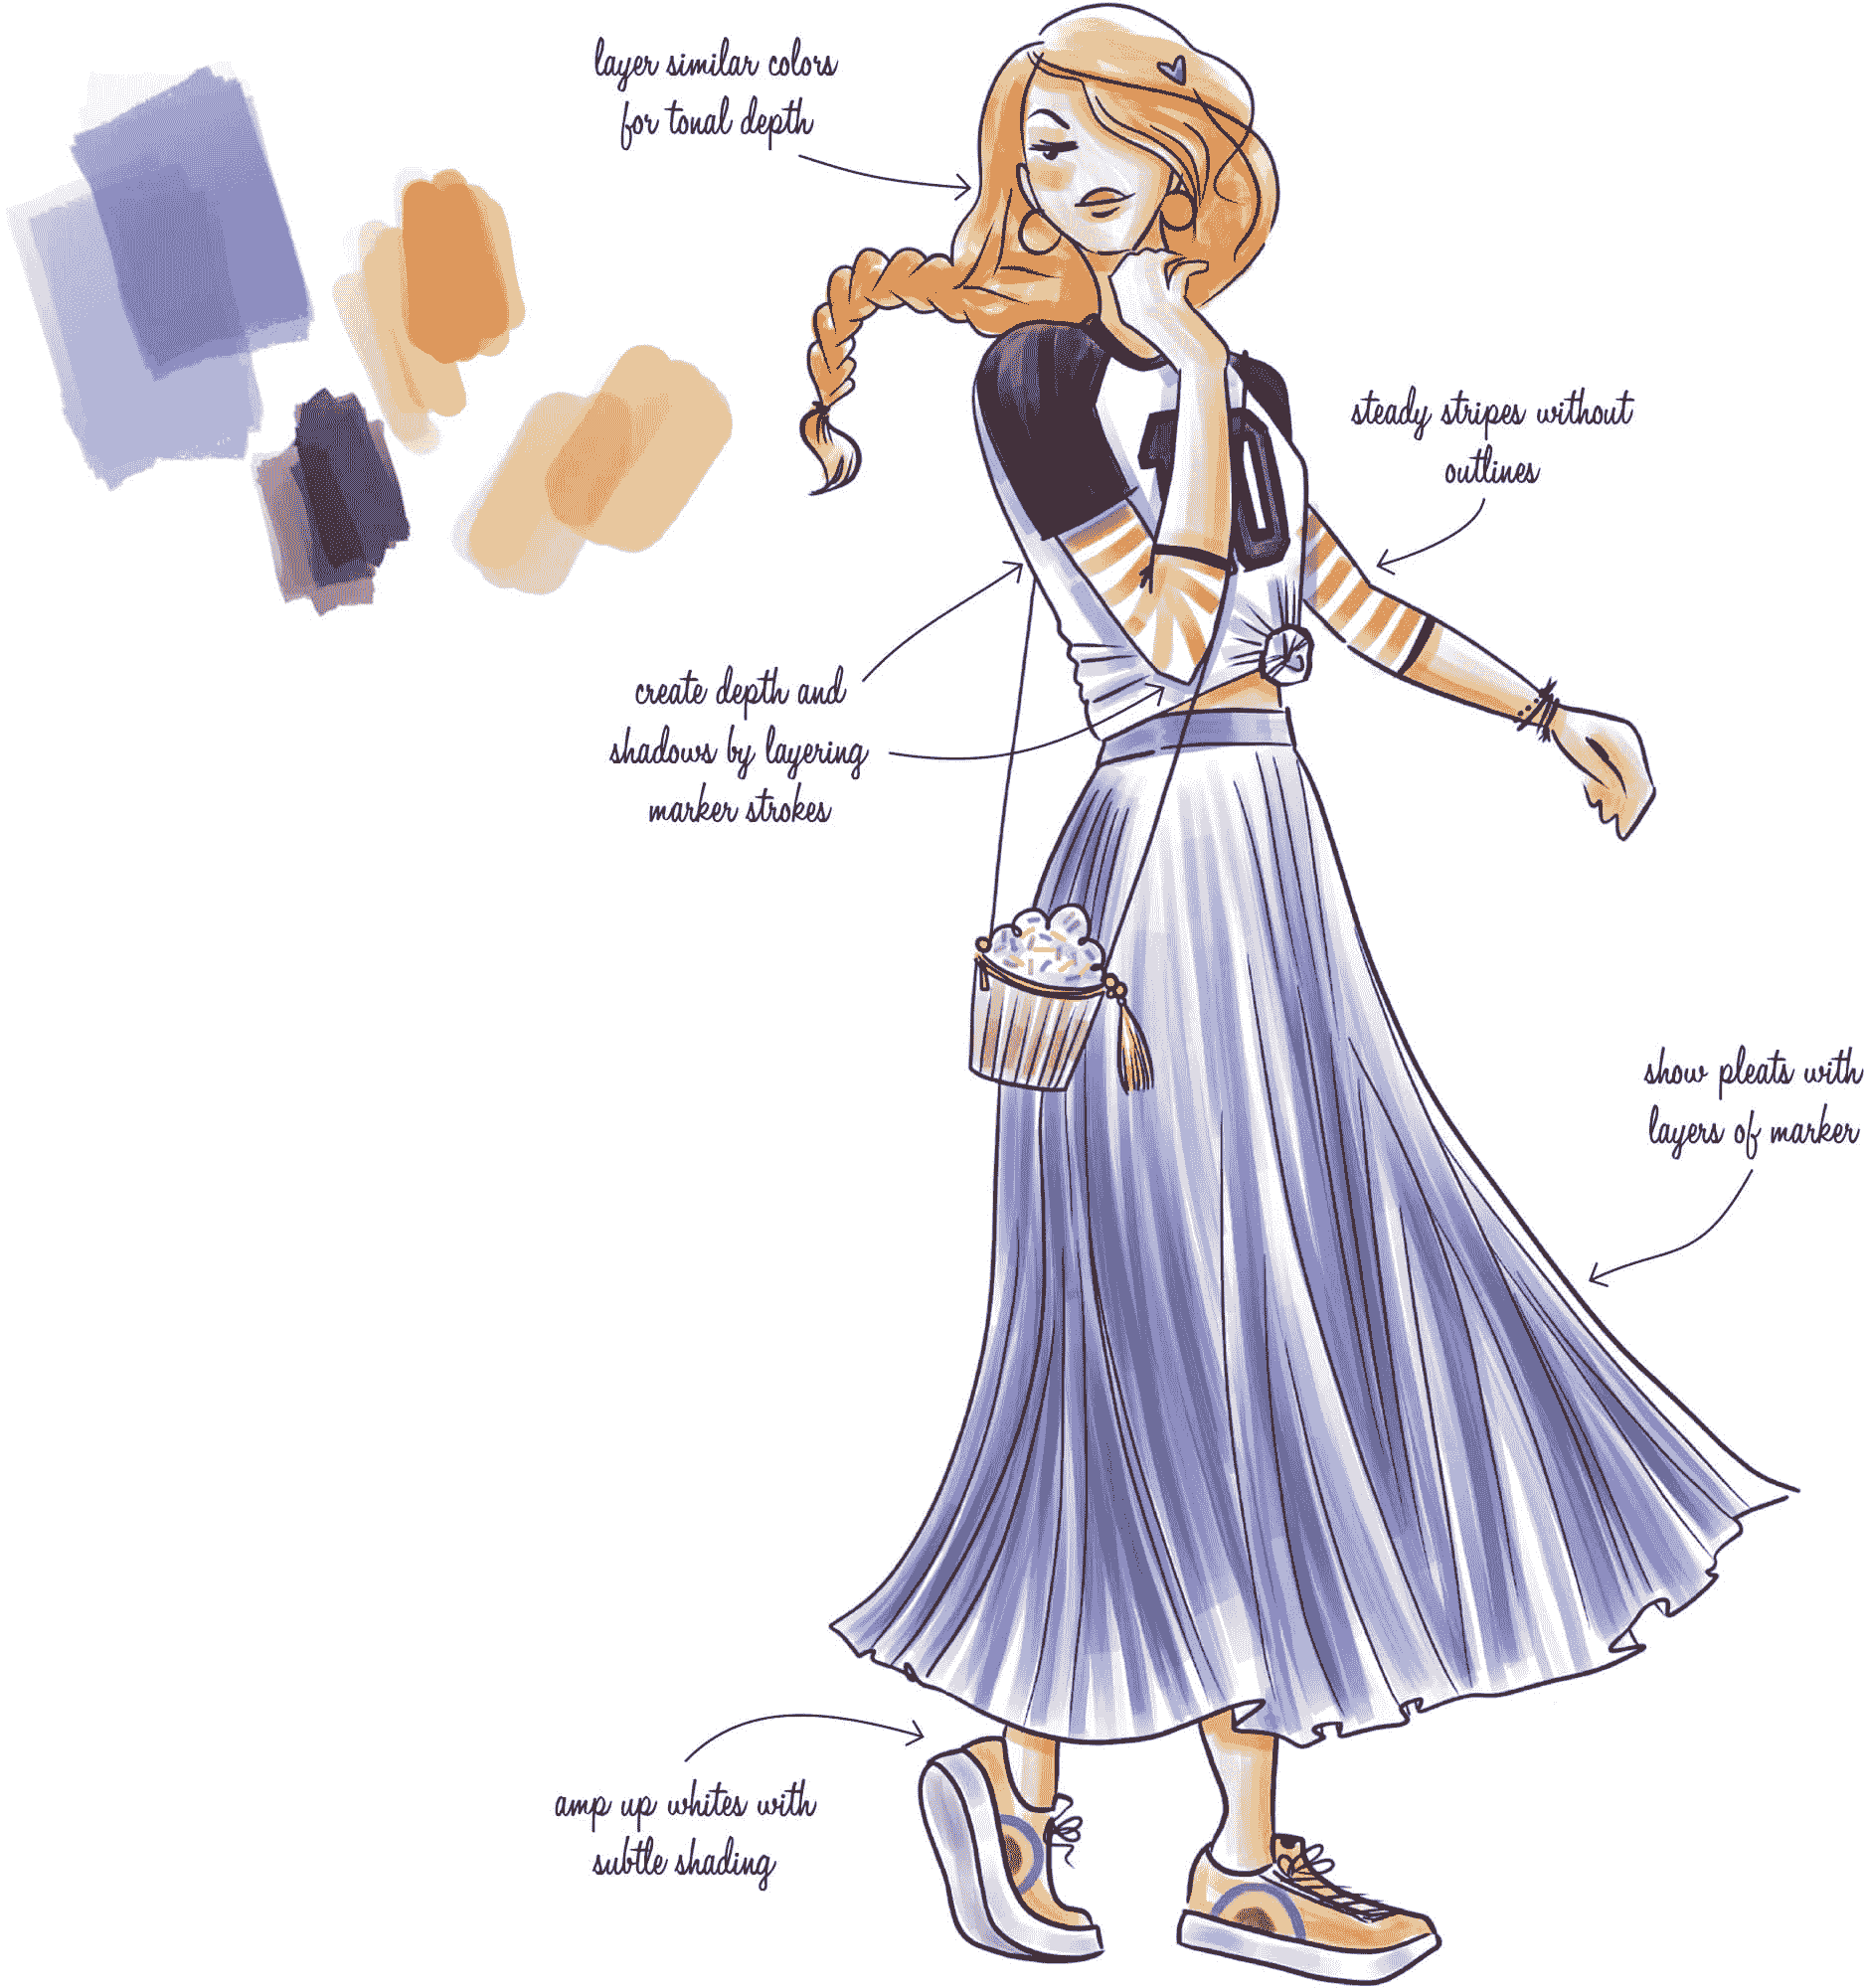 layer similar colors
for tonal depth
steady stripes without
outlines
10
create depth and
shadows by layering
marker strokes
show pleats with
layers of marker
amp up whites with
subtle shading